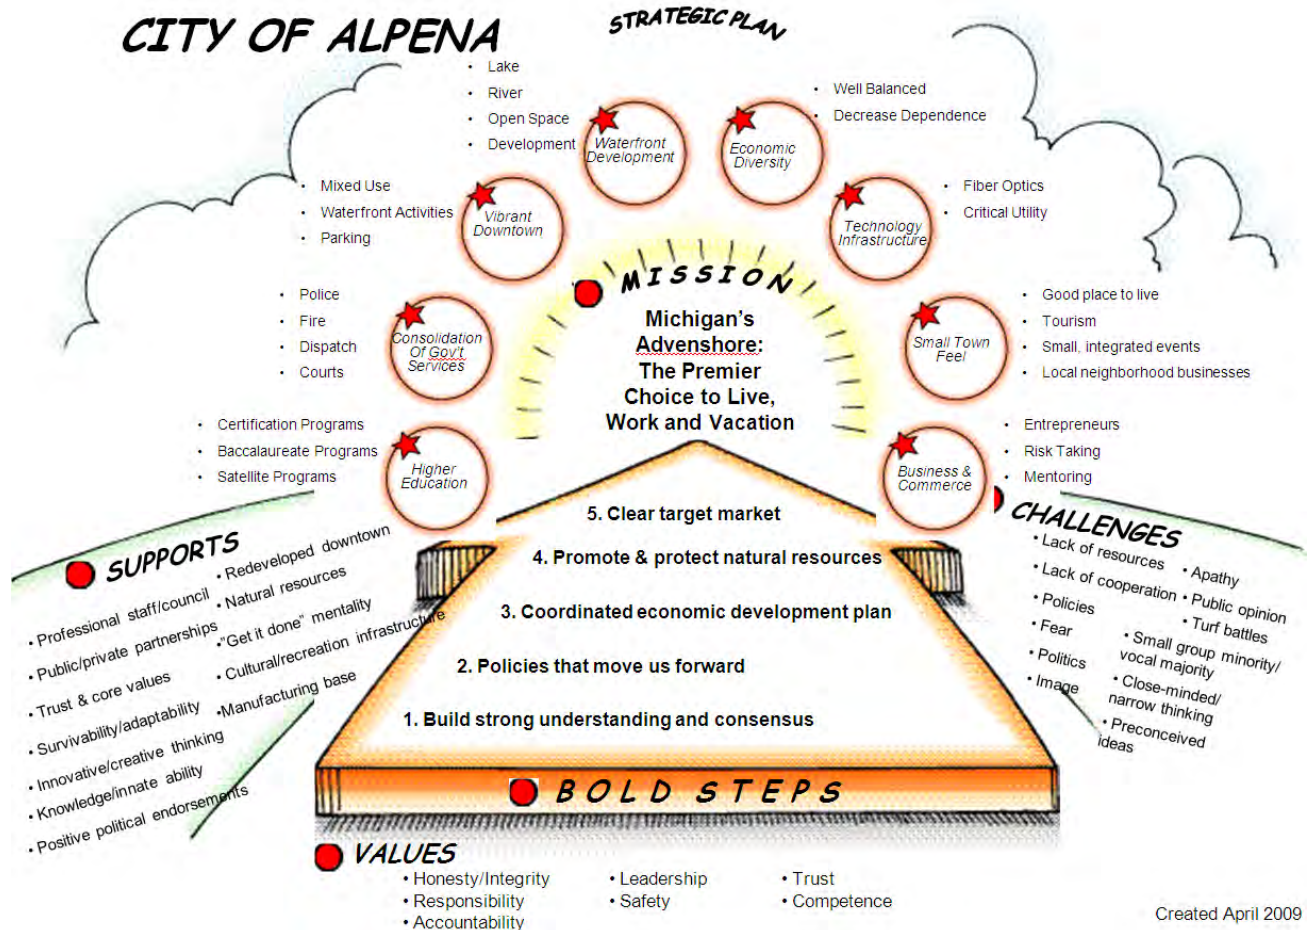 CITY OF ALPENA
STRATEGIC PLAN
• Lake
• River
• Open Space
• Development
Waterfront
Development
Economic
Diversity
• Well Balanced
• Decrease Dependence
• Mixed Use
• Waterfront Activities
• Parking
Vibrant
Downtown
Technology
Infrastructure
• Fiber Optics
• Critical Utility
MISSION
Michigan's
Advenshore:
The Premier
Choice to Live,
Work and Vacation
• Police
• Fire
• Dispatch
• Courts
Consolidation
Of Gov't
Services
Small Town
Feel
• Good place to live
• Tourism
• Small, integrated events
• Local neighborhood businesses
• Certification Programs
• Baccalaureate Programs
• Satellite Programs
Higher
Education
Business &
Commerce
• Entrepreneurs
• Risk Taking
• Mentoring
5. Clear target market
4. Promote & protect natural resources
3. Coordinated economic development plan
2. Policies that move us forward
1. Build strong understanding and consensus
BOLD STEPS
SUPPORTS
• Professional staff/council
• Public/private partnerships
• Trust & core values
• Survivability/adaptability
• Innovative/creative thinking
• Knowledge/innate ability
• Positive political endorsements
• Redeveloped downtown
• Natural resources
•"Get it done" mentality
• Cultural/recreation infrastructure
•Manufacturing base
CHALLENGES
• Lack of resources
• Lack of cooperation
• Policies
• Fear
• Politics
• Image
• Apathy
• Public opinion
• Turf battles
• Small group minority/
vocal majority
• Close-minded/
narrow thinking
• Preconceived
ideas
VALUES
• Honesty/Integrity
• Responsibility
• Accountability
• Leadership
• Safety
• Trust
• Competence
Created April 2009